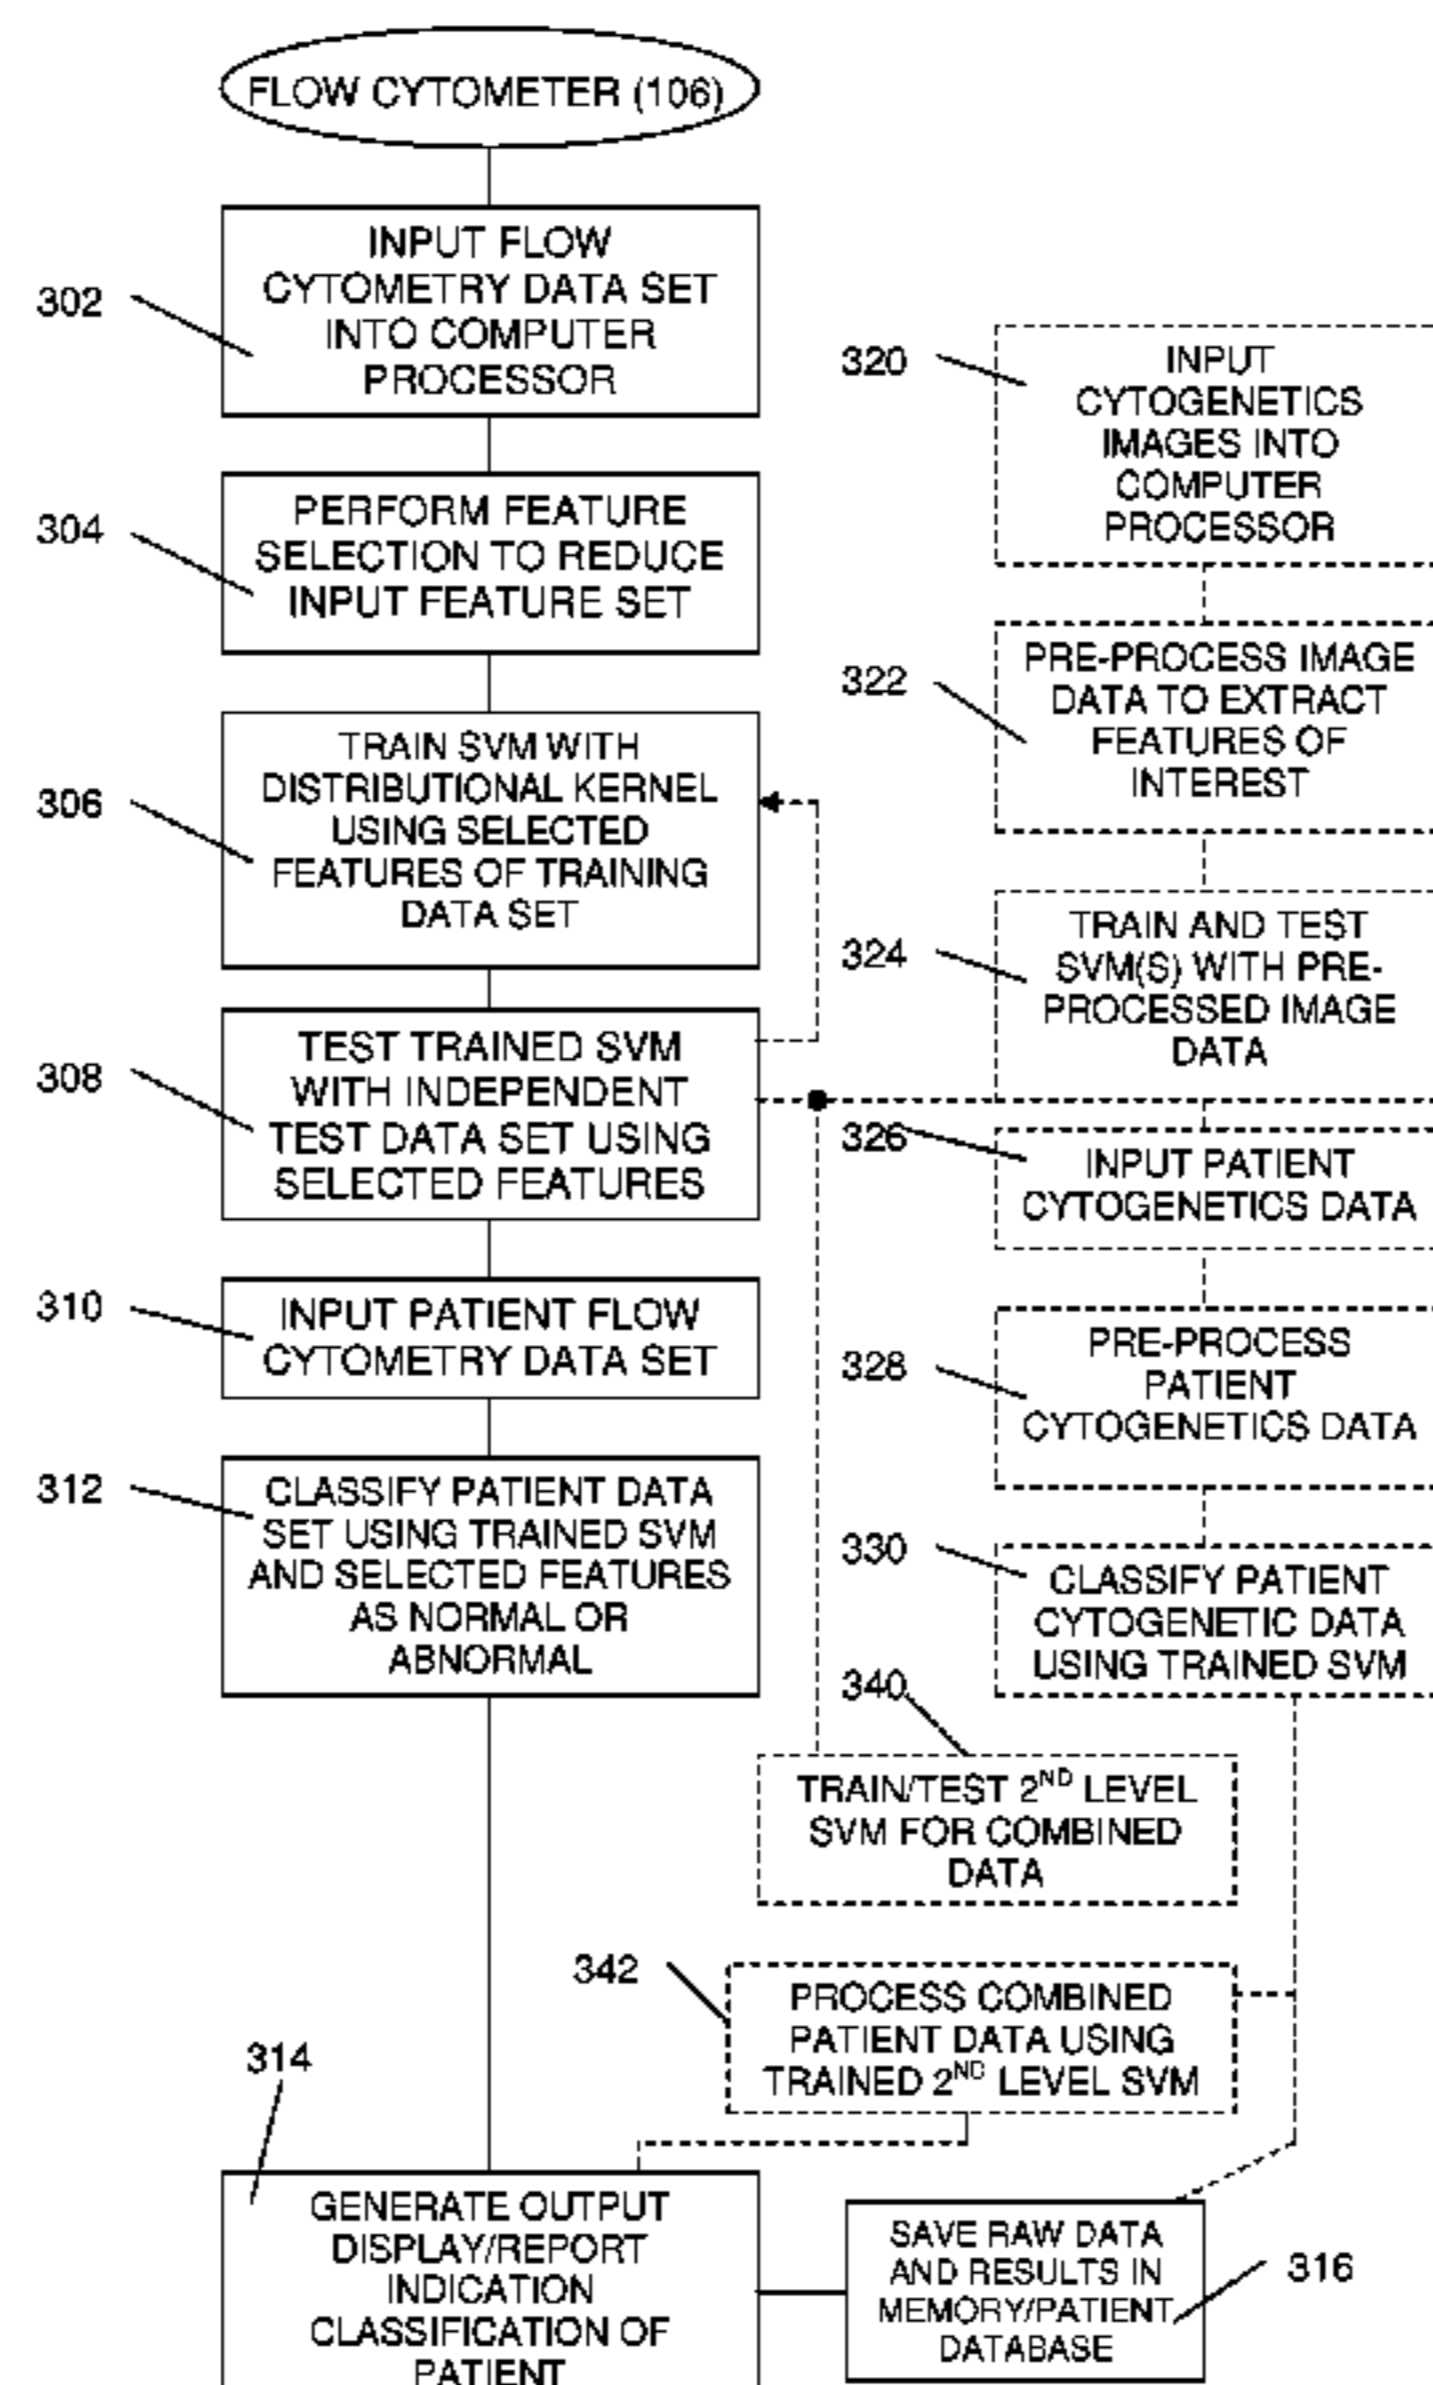 FLOW CYTOMETER (106)
302
INPUT FLOW
CYTOMETRY DATA SET
INTO COMPUTER
PROCESSOR
304
PERFORM FEATURE
SELECTION TO REDUCE
INPUT FEATURE SET
306
TRAIN SVM WITH
DISTRIBUTIONAL KERNEL
USING SELECTED
FEATURES OF TRAINING
DATA SET
308
TEST TRAINED SVM
WITH INDEPENDENT
TEST DATA SET USING
SELECTED FEATURES
310
INPUT PATIENT FLOW
CYTOMETRY DATA SET
312
CLASSIFY PATIENT DATA
SET USING TRAINED SVM
AND SELECTED FEATURES
AS NORMAL OR
ABNORMAL
320
INPUT
CYTOGENETICS
IMAGES INTO
COMPUTER
PROCESSOR
322
PRE-PROCESS IMAGE
DATA TO EXTRACT
FEATURES OF
INTEREST
324
TRAIN AND TEST
SVM(S) WITH PRE-
PROCESSED IMAGE
DATA
326
INPUT PATIENT
CYTOGENETICS DATA
328
PRE-PROCESS
PATIENT
CYTOGENETICS DATA
330
CLASSIFY PATIENT
CYTOGENETIC DATA
USING TRAINED SVM
340
TRAIN/TEST 2ND LEVEL
SVM FOR COMBINED
DATA
342
PROCESS COMBINED
PATIENT DATA USING
TRAINED 2ND LEVEL SVM
314
GENERATE OUTPUT
DISPLAY/REPORT
INDICATION
CLASSIFICATION OF
PATIENT
SAVE RAW DATA
AND RESULTS IN
MEMORY/PATIENT
DATABASE
316